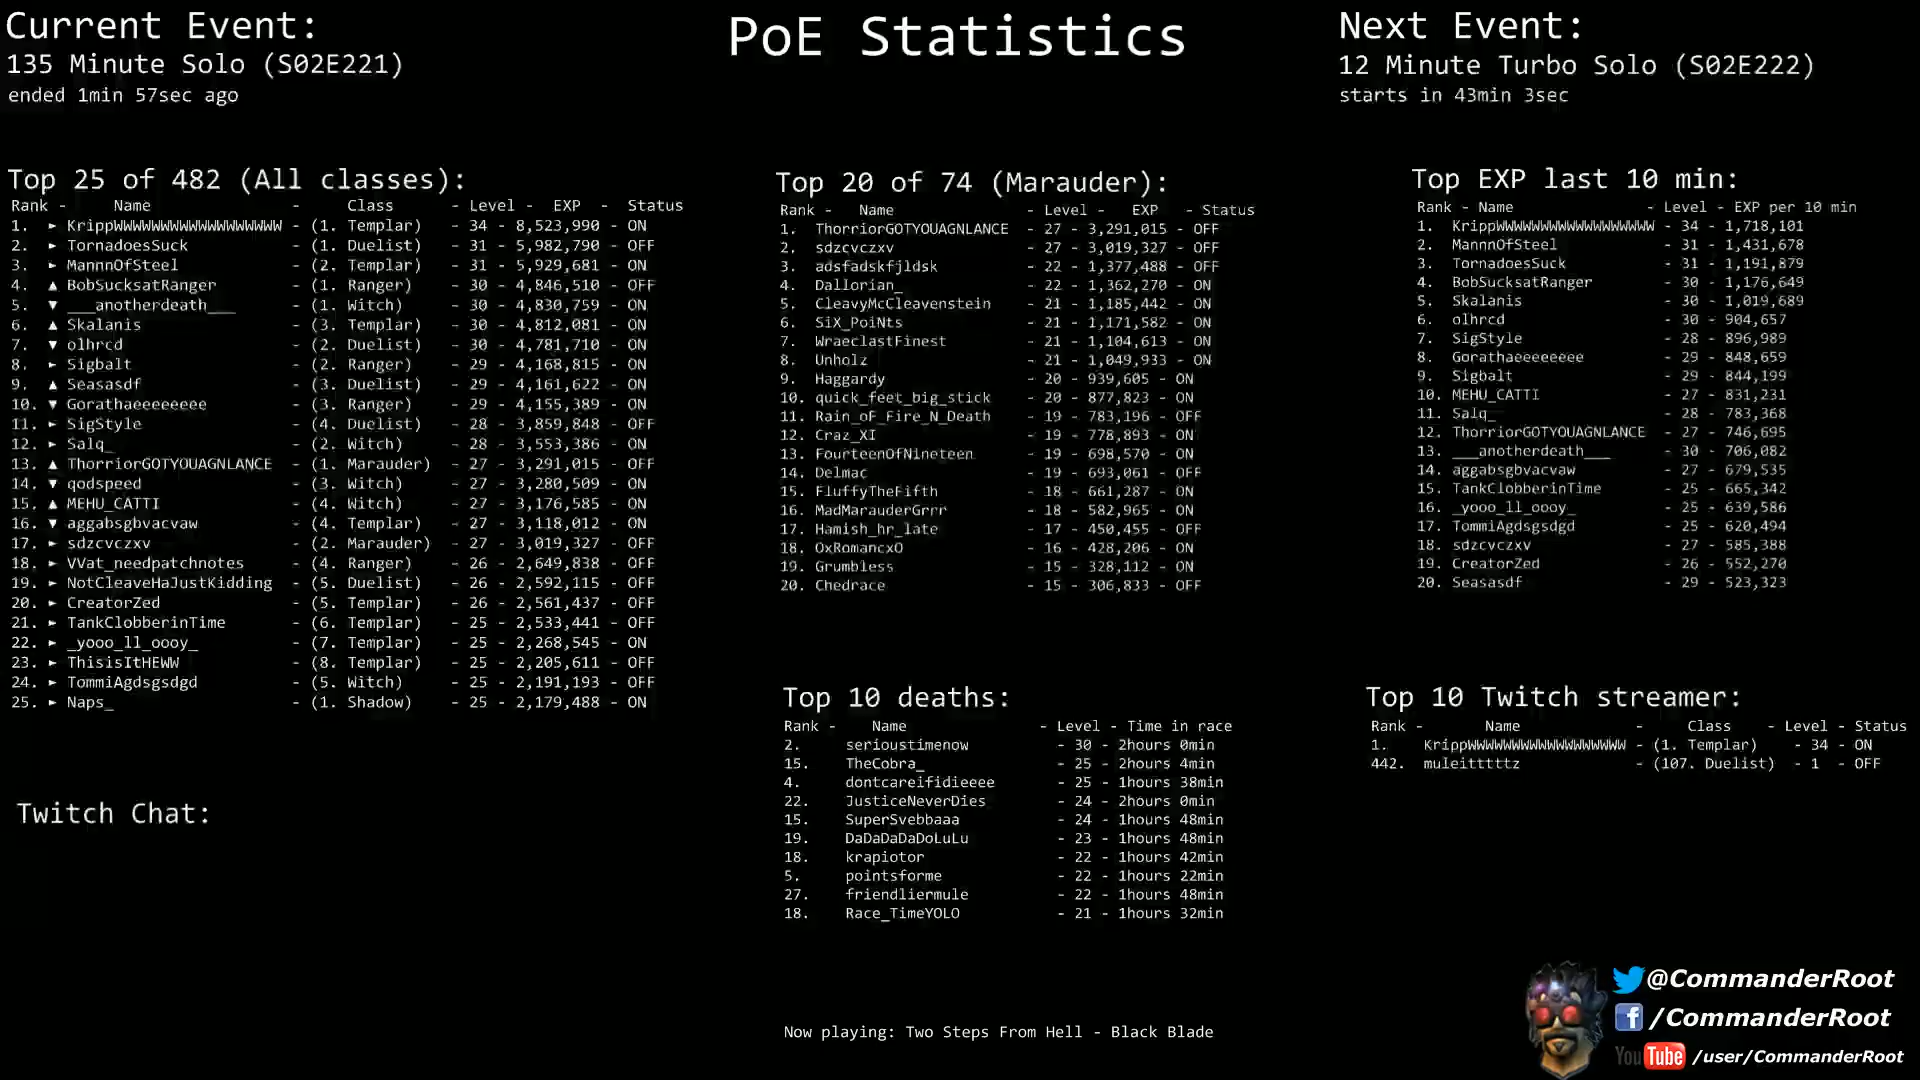 Current Event:
135 Minute Solo (S02E221)
ended 1min 57sec ago
PoE Statistics
Next Event:
12 Minute Turbo Solo (S02E222)
starts in 43min 3sec
Top 25 of 482 (All classes):
Rank - Name - Class - Level - EXP - Status
1. ► KrippWWWWWWWWWWWWWWWWWW - (1. Templar) - 34 - 8,523,990 - ON
2. ► TornadoesSuck - (1. Duelist) - 31 - 5,982,790 - OFF
3. ► MannnOfSteel - (2. Templar) - 31 - 5,929,681 - ON
4. ▲ BobSucksatRanger - (1. Ranger) - 30 - 4,846,510 - OFF
5. ▼ ___anotherdeath___ - (1. Witch) - 30 - 4,830,759 - ON
6. ▲ Skalanis - (3. Templar) - 30 - 4,812,081 - ON
7. ▼ olhrcd - (2. Duelist) - 30 - 4,781,710 - ON
8. ► Sigbalt - (2. Ranger) - 29 - 4,168,815 - ON
9. ▲ Seasasdf - (3. Duelist) - 29 - 4,161,622 - ON
10. ▼ Gorathaeeeeeeee - (3. Ranger) - 29 - 4,155,389 - ON
11. ► SigStyle - (4. Duelist) - 28 - 3,859,848 - OFF
12. ► Salq_ - (2. Witch) - 28 - 3,553,386 - ON
13. ▲ ThorriorGOTYOUAGNLANCE - (1. Marauder) - 27 - 3,291,015 - OFF
14. ▼ qodspeed - (3. Witch) - 27 - 3,280,509 - ON
15. ▲ MEHU_CATTI - (4. Witch) - 27 - 3,176,585 - ON
16. ▼ aggabsgbvacvaw - (4. Templar) - 27 - 3,118,012 - ON
17. ► sdzcvczxv - (2. Marauder) - 27 - 3,019,327 - OFF
18. ► VVat_needpatchnotes - (4. Ranger) - 26 - 2,649,838 - OFF
19. ► NotCleaveHaJustKidding - (5. Duelist) - 26 - 2,592,115 - OFF
20. ► CreatorZed - (5. Templar) - 26 - 2,561,437 - OFF
21. ► TankClobberinTime - (6. Templar) - 25 - 2,533,441 - OFF
22. ► _yooo_ll_oooy_ - (7. Templar) - 25 - 2,268,545 - ON
23. ► ThisisItHEWW - (8. Templar) - 25 - 2,205,611 - OFF
24. ► TommiAgdsgsdgd - (5. Witch) - 25 - 2,191,193 - OFF
25. ► Naps_ - (1. Shadow) - 25 - 2,179,488 - ON
Twitch Chat:
Top 20 of 74 (Marauder):
Rank - Name - Level - EXP - Status
1. ThorriorGOTYOUAGNLANCE - 27 - 3,291,015 - OFF
2. sdzcvczxv - 27 - 3,019,327 - OFF
3. adsfadskfjldsk - 22 - 1,377,488 - OFF
4. Dallorian_ - 22 - 1,362,270 - ON
5. CleavyMcCleavenstein - 21 - 1,185,442 - ON
6. SiX_PoiNts - 21 - 1,171,582 - ON
7. WraeclastFinest - 21 - 1,104,613 - ON
8. Unholz - 21 - 1,049,933 - ON
9. Haggardy - 20 - 939,605 - ON
10. quick_feet_big_stick - 20 - 877,823 - ON
11. Rain_oF_Fire_N_Death - 19 - 783,196 - OFF
12. Craz_XI - 19 - 778,893 - ON
13. FourteenOfNineteen - 19 - 698,570 - ON
14. Delmac - 19 - 693,061 - OFF
15. FluffyTheFifth - 18 - 661,287 - ON
16. MadMarauderGrrr - 18 - 582,965 - ON
17. Hamish_hr_late - 17 - 450,455 - OFF
18. OxRomancxO - 16 - 428,206 - ON
19. Grumbless - 15 - 328,112 - ON
20. Chedrace - 15 - 306,833 - OFF
Top 10 deaths:
Rank - Name - Level - Time in race
2. serioustimenow - 30 - 2hours 0min
15. TheCobra_ - 25 - 2hours 4min
4. dontcareifidieeee - 25 - 1hours 38min
22. JusticeNeverDies - 24 - 2hours 0min
15. SuperSvebbaaa - 24 - 1hours 48min
19. DaDaDaDaDoLuLu - 23 - 1hours 48min
18. krapiotor - 22 - 1hours 42min
5. pointsforme - 22 - 1hours 22min
27. friendliermule - 22 - 1hours 48min
18. Race_TimeYOLO - 21 - 1hours 32min
Now playing: Two Steps From Hell - Black Blade
Top EXP last 10 min:
Rank - Name - Level - EXP per 10 min
1. KrippWWWWWWWWWWWWWWWWWW - 34 - 1,718,101
2. MannnOfSteel - 31 - 1,431,678
3. TornadoesSuck - 31 - 1,191,879
4. BobSucksatRanger - 30 - 1,176,649
5. Skalanis - 30 - 1,019,689
6. olhrcd - 30 - 904,657
7. SigStyle - 28 - 896,989
8. Gorathaeeeeeeee - 29 - 848,659
9. Sigbalt - 29 - 844,199
10. MEHU_CATTI - 27 - 831,231
11. Salq_ - 28 - 783,368
12. ThorriorGOTYOUAGNLANCE - 27 - 746,695
13. ___anotherdeath___ - 30 - 706,082
14. aggabsgbvacvaw - 27 - 679,535
15. TankClobberinTime - 25 - 665,342
16. _yooo_ll_oooy_ - 25 - 639,586
17. TommiAgdsgsdgd - 25 - 620,494
18. sdzcvczxv - 27 - 585,388
19. CreatorZed - 26 - 552,270
20. Seasasdf - 29 - 523,323
Top 10 Twitch streamer:
Rank - Name - Class - Level - Status
1. KrippWWWWWWWWWWWWWWWWWW - (1. Templar) - 34 - ON
442. muleitttttz - (107. Duelist) - 1 - OFF
@CommanderRoot
f /CommanderRoot
YouTube /user/CommanderRoot